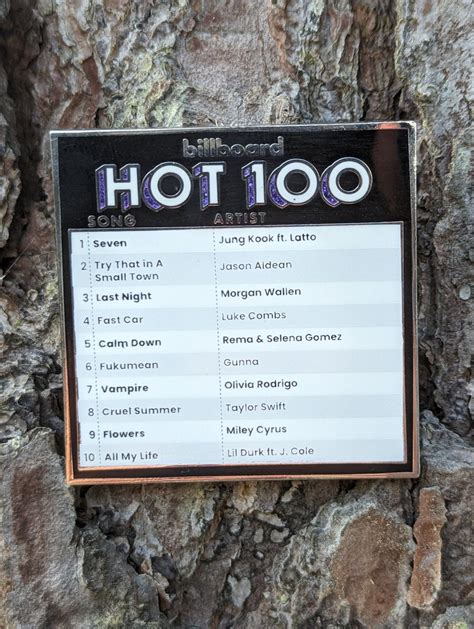 billboard
HOT 100
SONG ARTIST
1 Seven Jung Kook ft. Latto
2 Try That in A Jason Aldean
Small Town
3 Last Night Morgan Wallen
4 Fast Car Luke Combs
5 Calm Down Rema & Selena Gomez
6 Fukumean Gunna
7 Vampire Olivia Rodrigo
8 Cruel Summer Taylor Swift
9 Flowers Miley Cyrus
10 All My Life Lil Durk ft. J. Cole